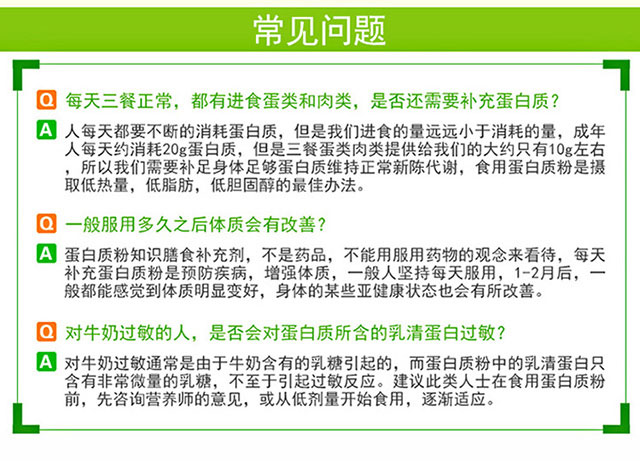 常见问题
Q 每天三餐正常，都有进食蛋类和肉类，是否还需要补充蛋白质？
A 人每天都要不断的消耗蛋白质，但是我们进食的量远远小于消耗的量，成年
人每天约消耗20g蛋白质，但是三餐蛋类肉类提供给我们的大约只有10g左右
，所以我们需要补足身体足够蛋白质维持正常新陈代谢，食用蛋白质粉是摄
取低热量，低脂肪，低胆固醇的最佳办法。
Q 一般服用多久之后体质会有改善？
A 蛋白质粉知识膳食补充剂，不是药品，不能用服用药物的观念来看待，每天
补充蛋白质粉是预防疾病，增强体质，一般人坚持每天服用，1-2月后，一
般都能感觉到体质明显变好，身体的某些亚健康状态也会有所改善。
Q 对牛奶过敏的人，是否会对蛋白质所含的乳清蛋白过敏？
A 对牛奶过敏通常是由于牛奶含有的乳糖引起的，而蛋白质粉中的乳清蛋白只
含有非常微量的乳糖，不至于引起过敏反应。建议此类人士在食用蛋白质粉
前，先咨询营养师的意见，或从低剂量开始食用，逐渐适应。